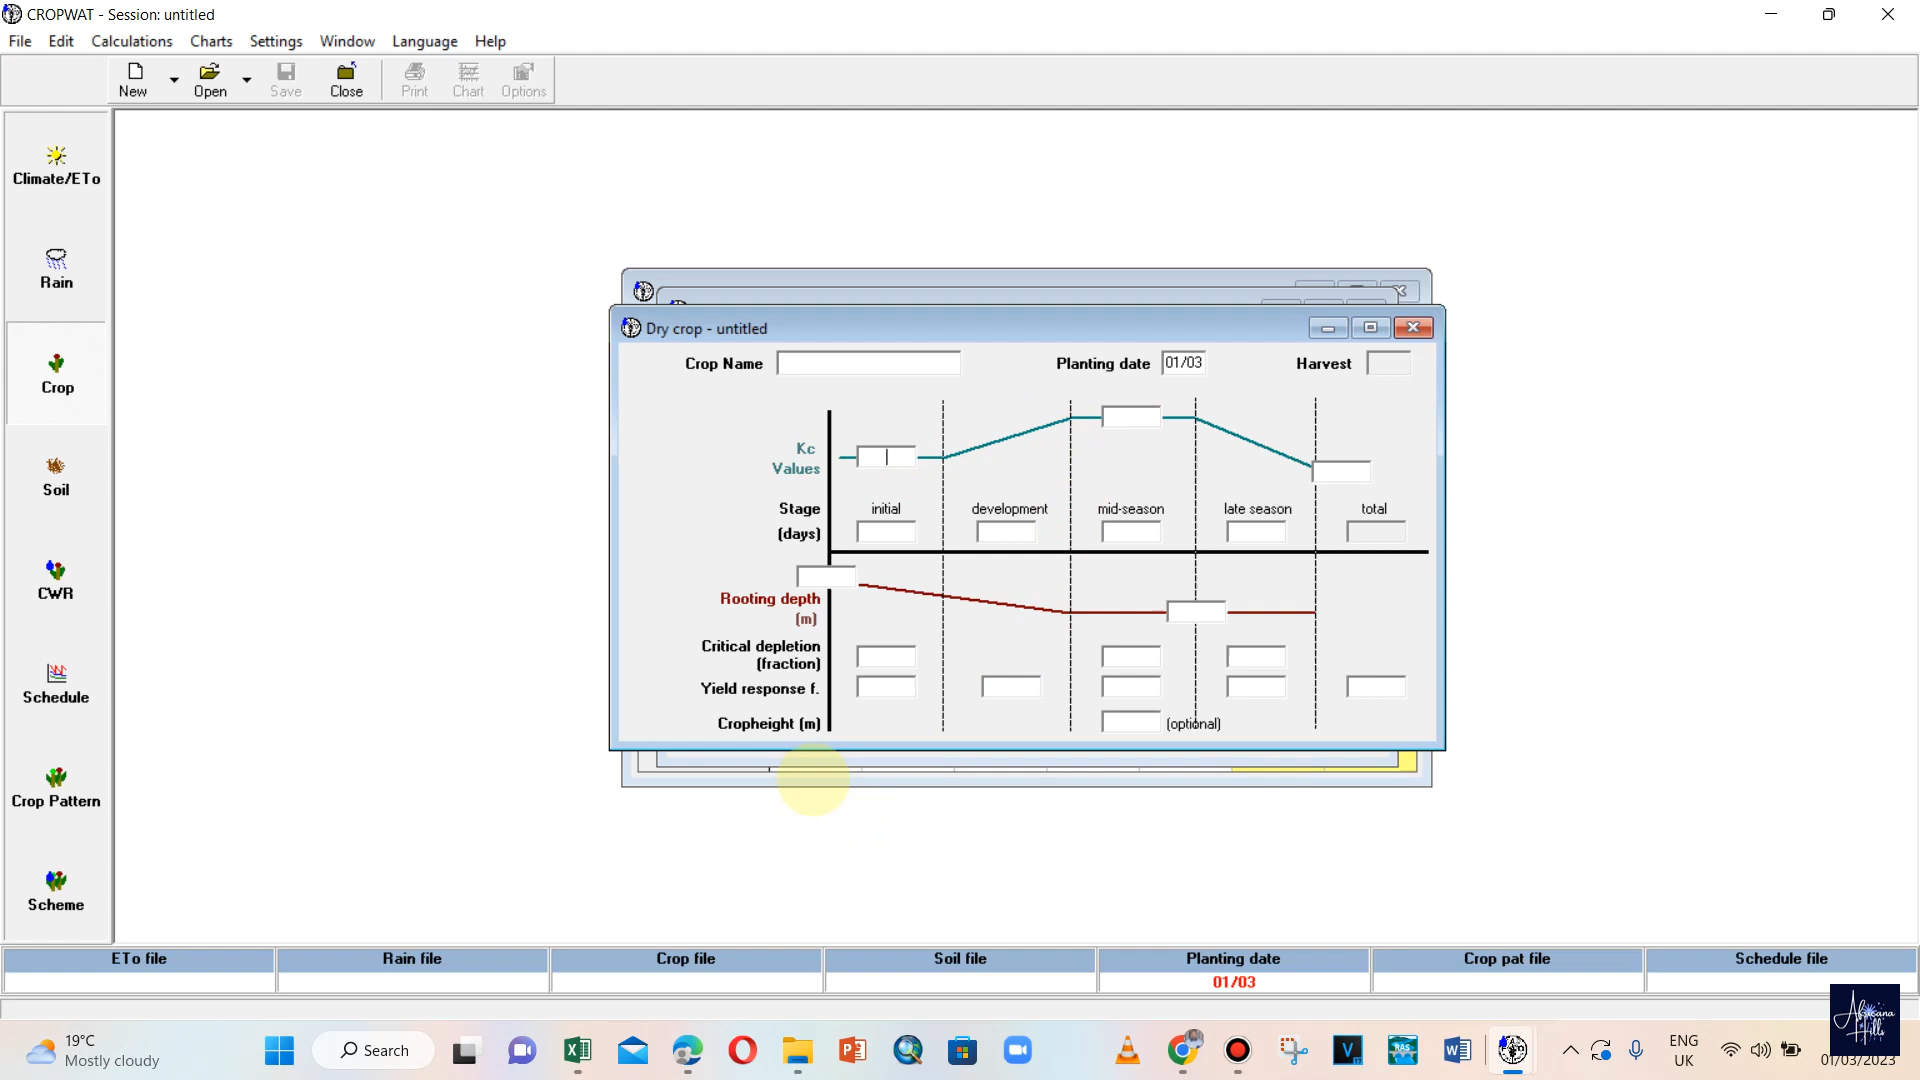 CROPWAT - Session: untitled
File Edit Calculations Charts Settings Window Language Help
New Open Save Close Print Chart Options
Climate/ETo
Rain
Crop
Soil
CWR
Schedule
Crop Pattern
Scheme
Dry crop - untitled
Crop Name Planting date 01/03 Harvest
Kc
Values
Stage initial development mid-season late season total
(days)
Rooting depth
(m)
Critical depletion
(fraction)
Yield response f.
Cropheight (m) (optional)
ETo file Rain file Crop file Soil file Planting date Crop pat file Schedule file
01/03
Africana
Hills
19°C
Mostly cloudy
Search
ENG
UK
01/03/2023